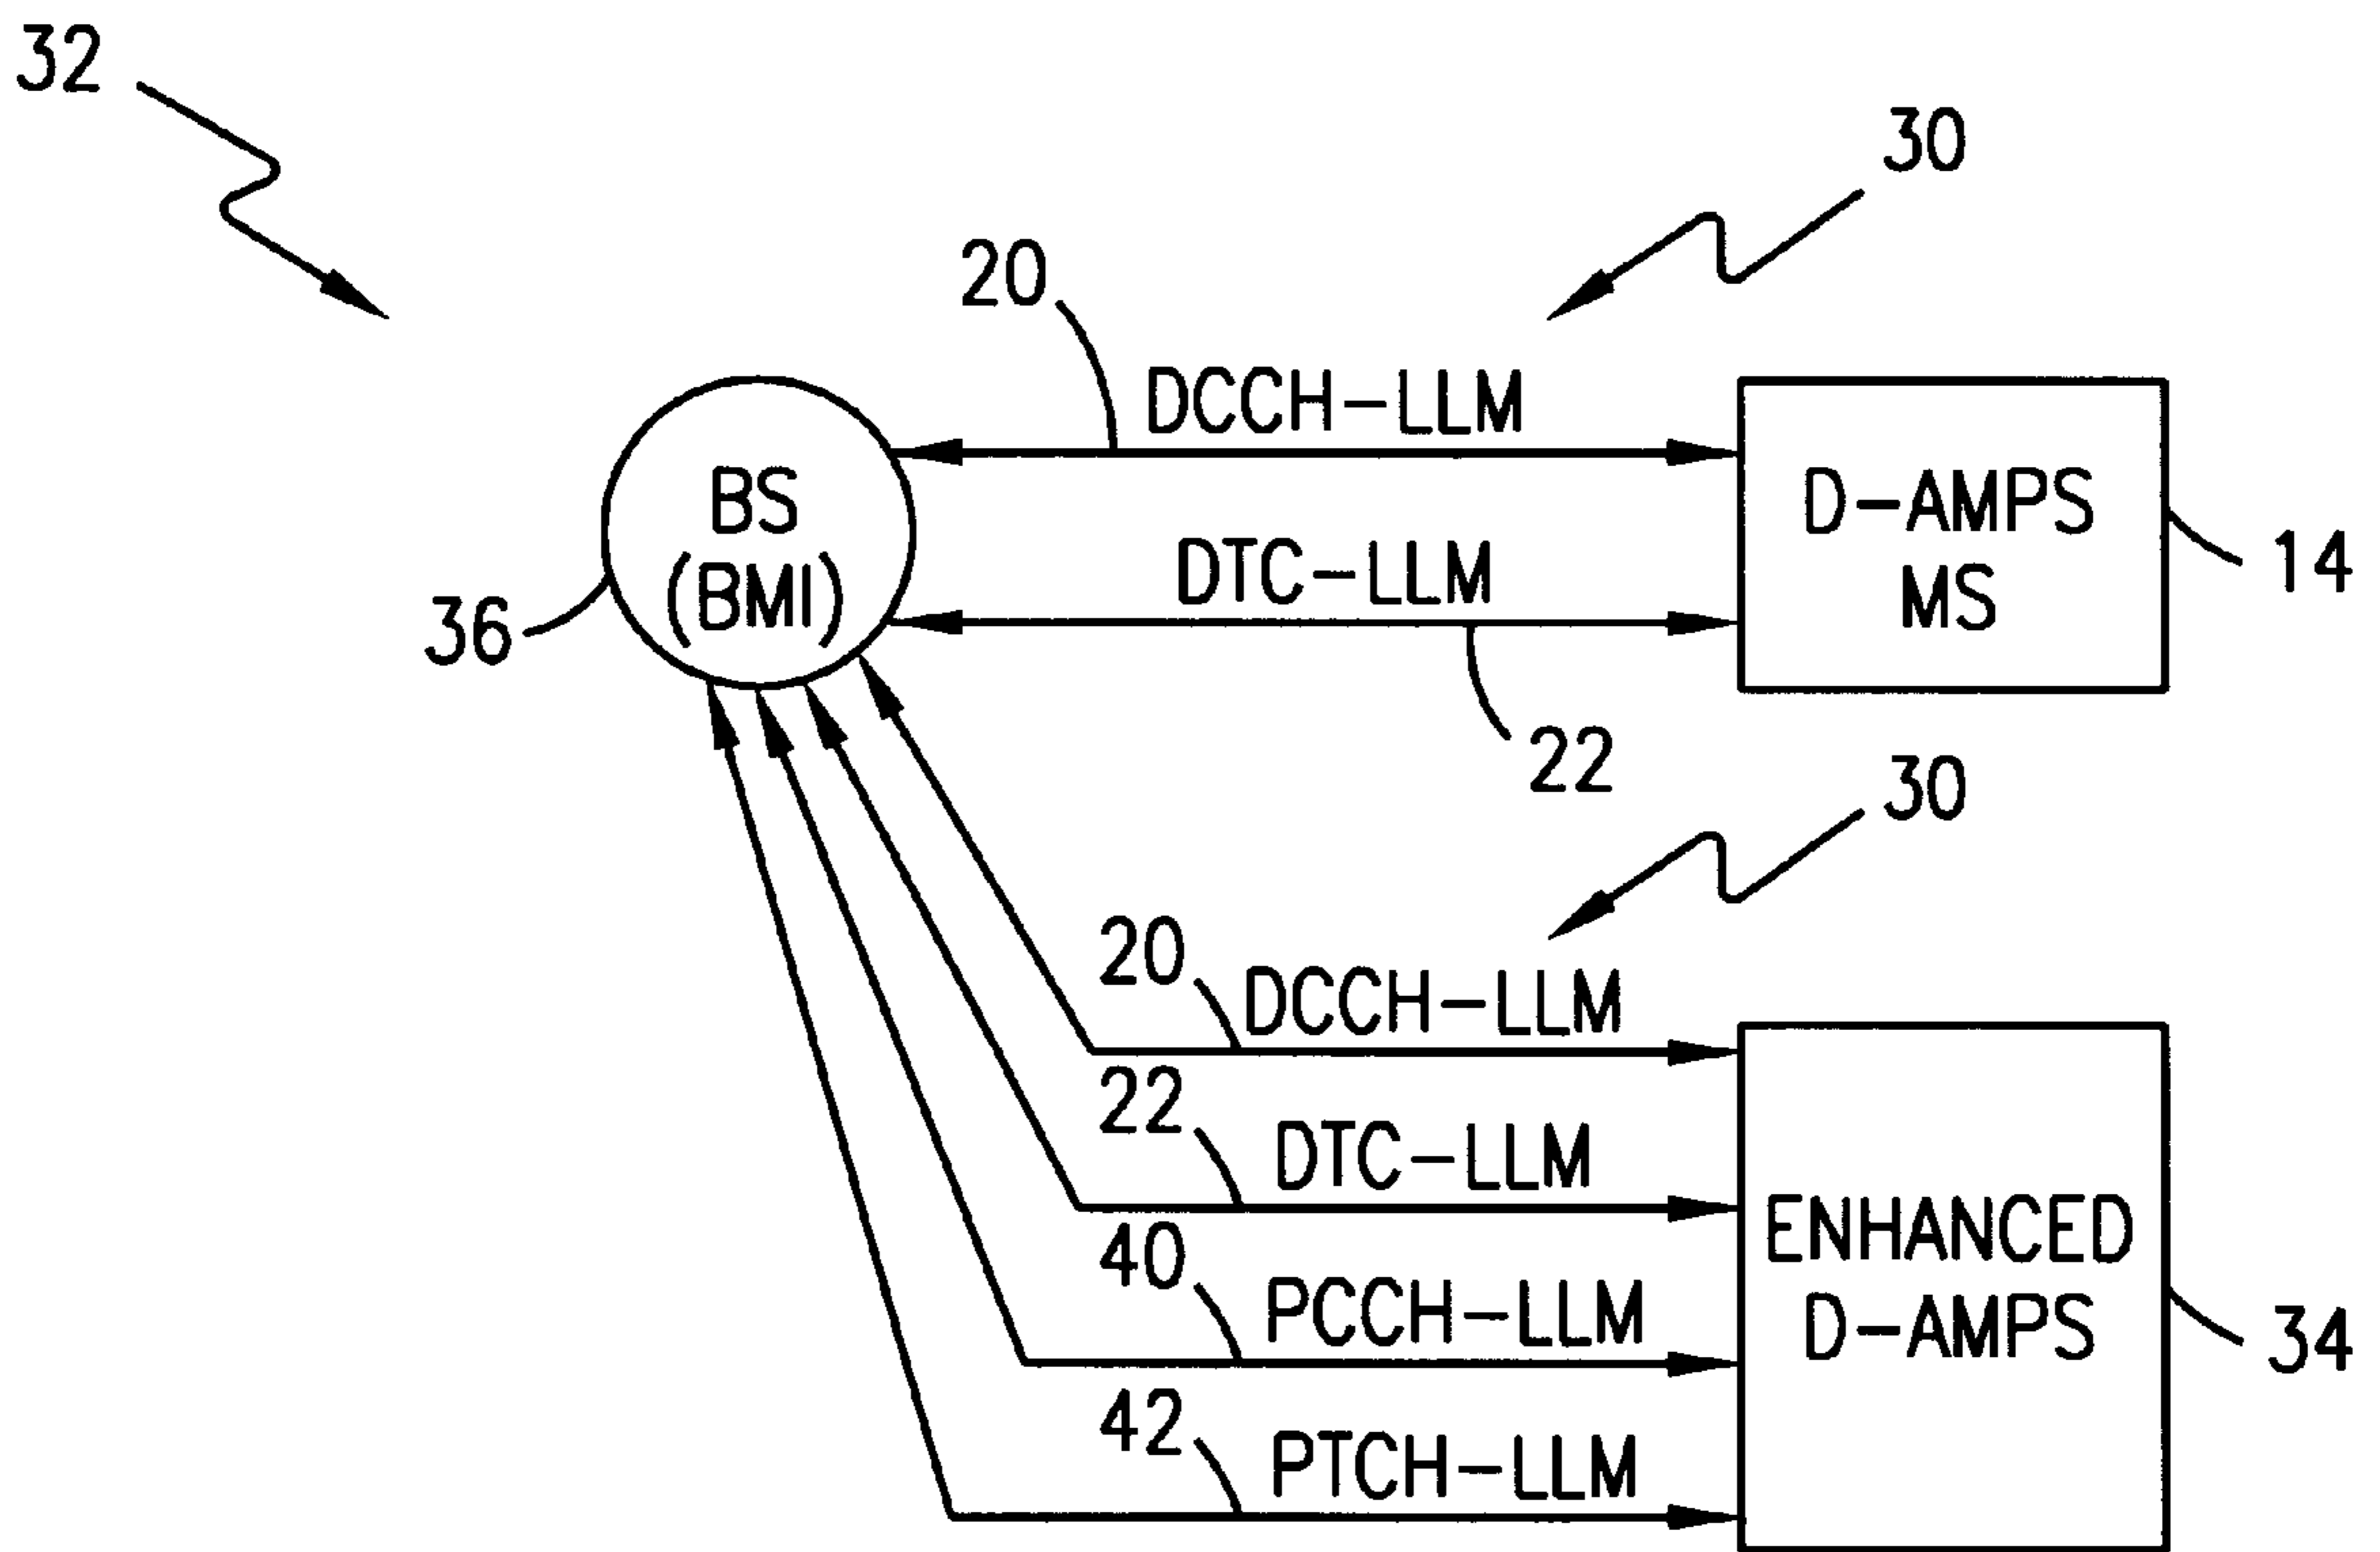 32
30
20
DCCH-LLM
BS
(BMI)
36
D-AMPS
MS
14
DTC-LLM
22
30
20
DCCH-LLM
22
DTC-LLM
40
PCCH-LLM
42
PTCH-LLM
ENHANCED
D-AMPS
34